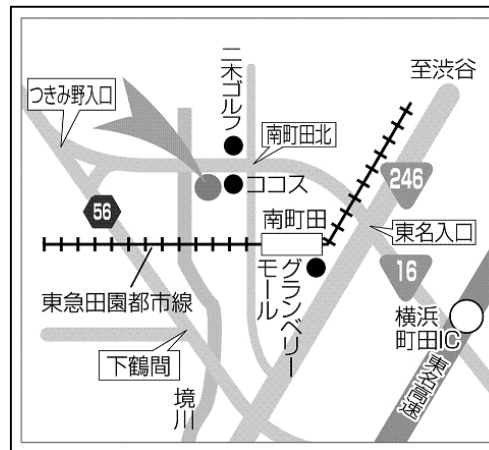 つきみ野入口
二木ゴルフ
至渋谷
南町田北
ココス
246
56
南町田
東名入口
グランベリー
モール
16
東急田園都市線
横浜
町田IC
下鶴間
境川
東名高速